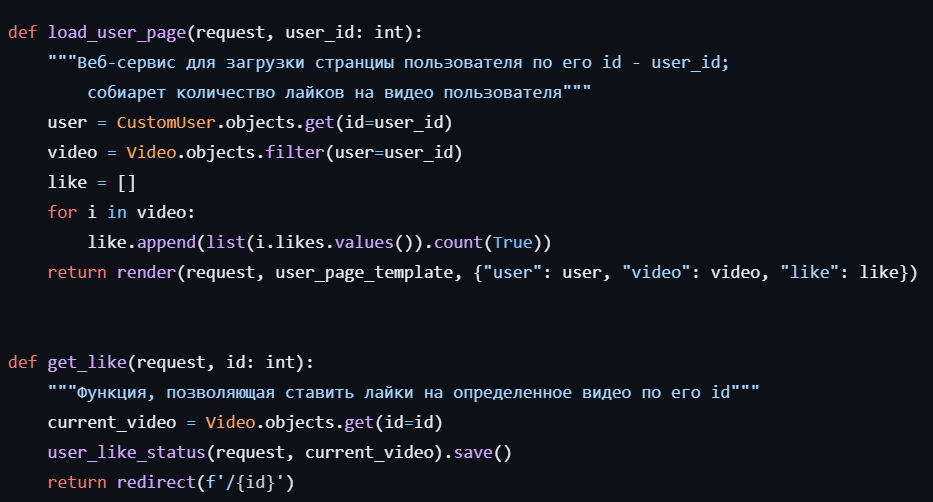 def load_user_page(request, user_id: int):
"""Веб-сервис для загрузки странциы пользователя по его id - user_id;
собиарет количество лайков на видео пользователя"""
user = CustomUser.objects.get(id=user_id)
video = Video.objects.filter(user=user_id)
like = []
for i in video:
like.append(list(i.likes.values()).count(True))
return render(request, user_page_template, {"user": user, "video": video, "like": like})
def get_like(request, id: int):
"""Функция, позволяющая ставить лайки на определенное видео по его id"""
current_video = Video.objects.get(id=id)
user_like_status(request, current_video).save()
return redirect(f'/{id}')